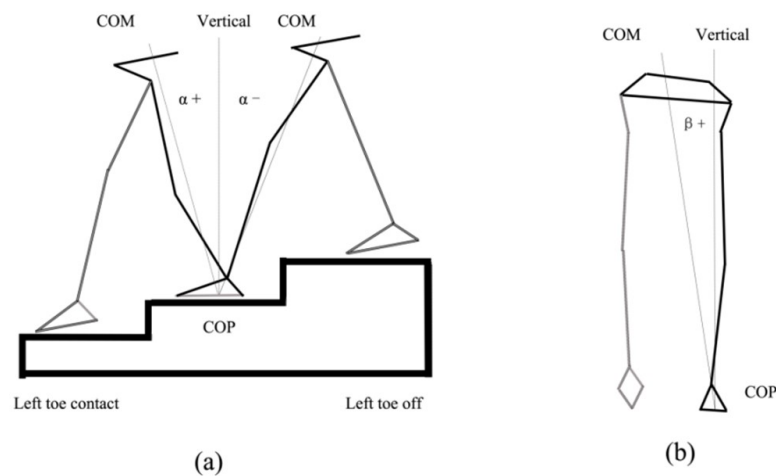 COM Vertical COM
α + α −
COP
Left toe contact Left toe off
(a)
COM Vertical
β +
COP
(b)